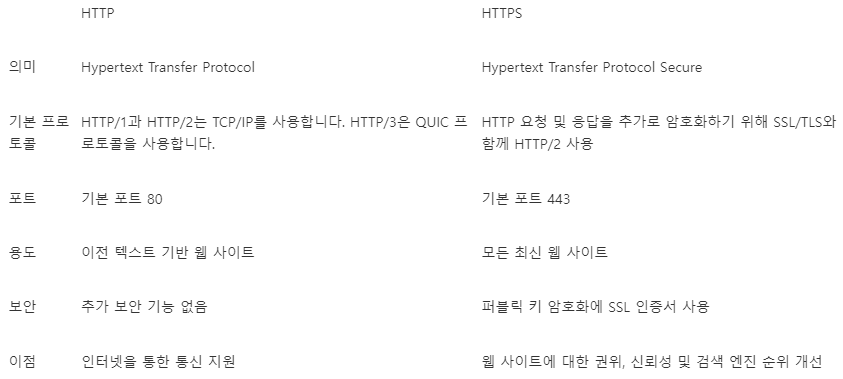 HTTP HTTPS
의미 Hypertext Transfer Protocol Hypertext Transfer Protocol Secure
기본 프로 HTTP/1과 HTTP/2는 TCP/IP를 사용합니다. HTTP/3은 QUIC 프 HTTP 요청 및 응답을 추가로 암호화하기 위해 SSL/TLS와
토콜 로토콜을 사용합니다. 함께 HTTP/2 사용
포트 기본 포트 80 기본 포트 443
용도 이전 텍스트 기반 웹 사이트 모든 최신 웹 사이트
보안 추가 보안 기능 없음 퍼블릭 키 암호화에 SSL 인증서 사용
이점 인터넷을 통한 통신 지원 웹 사이트에 대한 권위, 신뢰성 및 검색 엔진 순위 개선